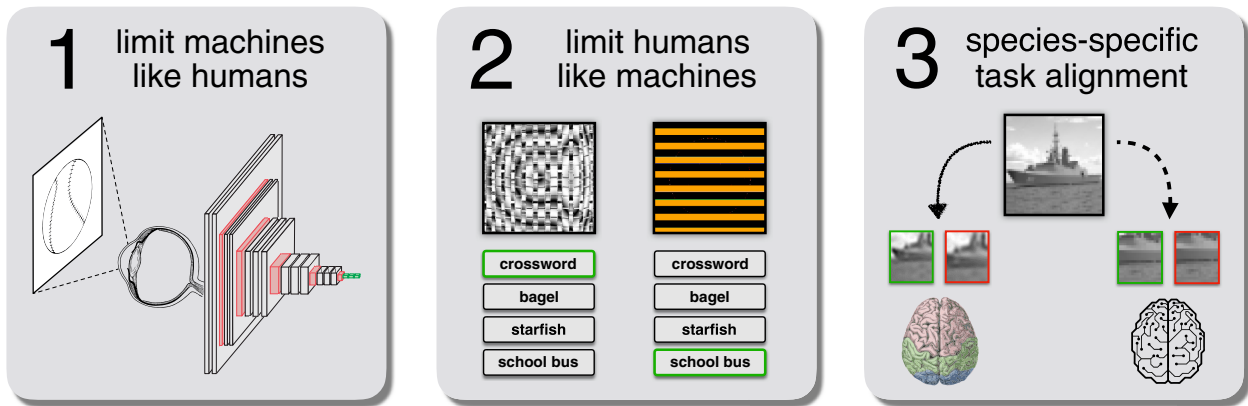 1
limit machines
like humans
2
limit humans
like machines
crossword
bagel
starfish
school bus
crossword
bagel
starfish
school bus
3
species-specific
task alignment